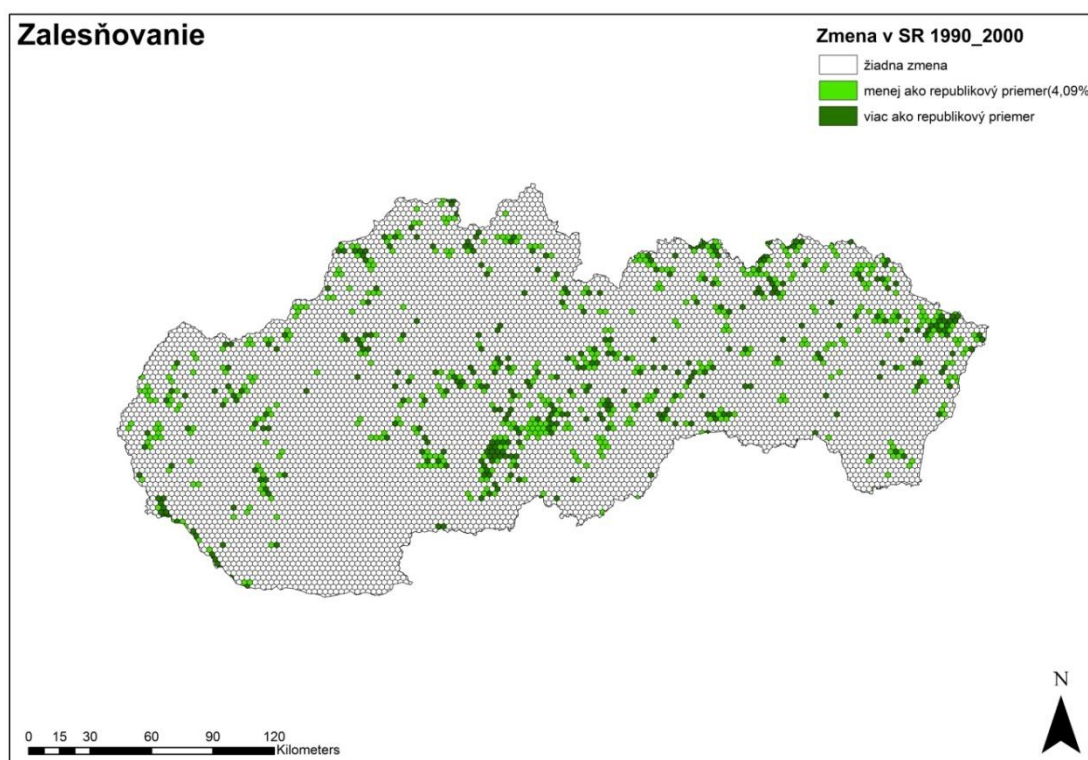 Zalesňovanie
Zmena v SR 1990_2000
žiadna zmena
menej ako republikový priemer(4,09%
viac ako republikový priemer
N
0 15 30 60 90 120
Kilometers